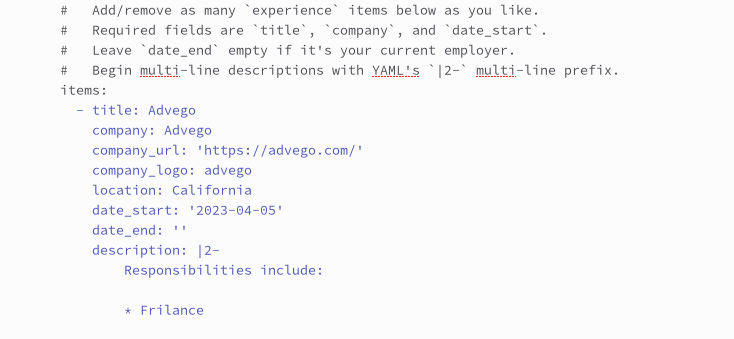 #   Add/remove as many `experience` items below as you like.
#   Required fields are `title`, `company`, and `date_start`.
#   Leave `date_end` empty if it's your current employer.
#   Begin multi-line descriptions with YAML's `|2-` multi-line prefix.
items:
  - title: Advego
    company: Advego
    company_url: 'https://advego.com/'
    company_logo: advego
    location: California
    date_start: '2023-04-05'
    date_end: ''
    description: |2-
        Responsibilities include:

        * Frilance